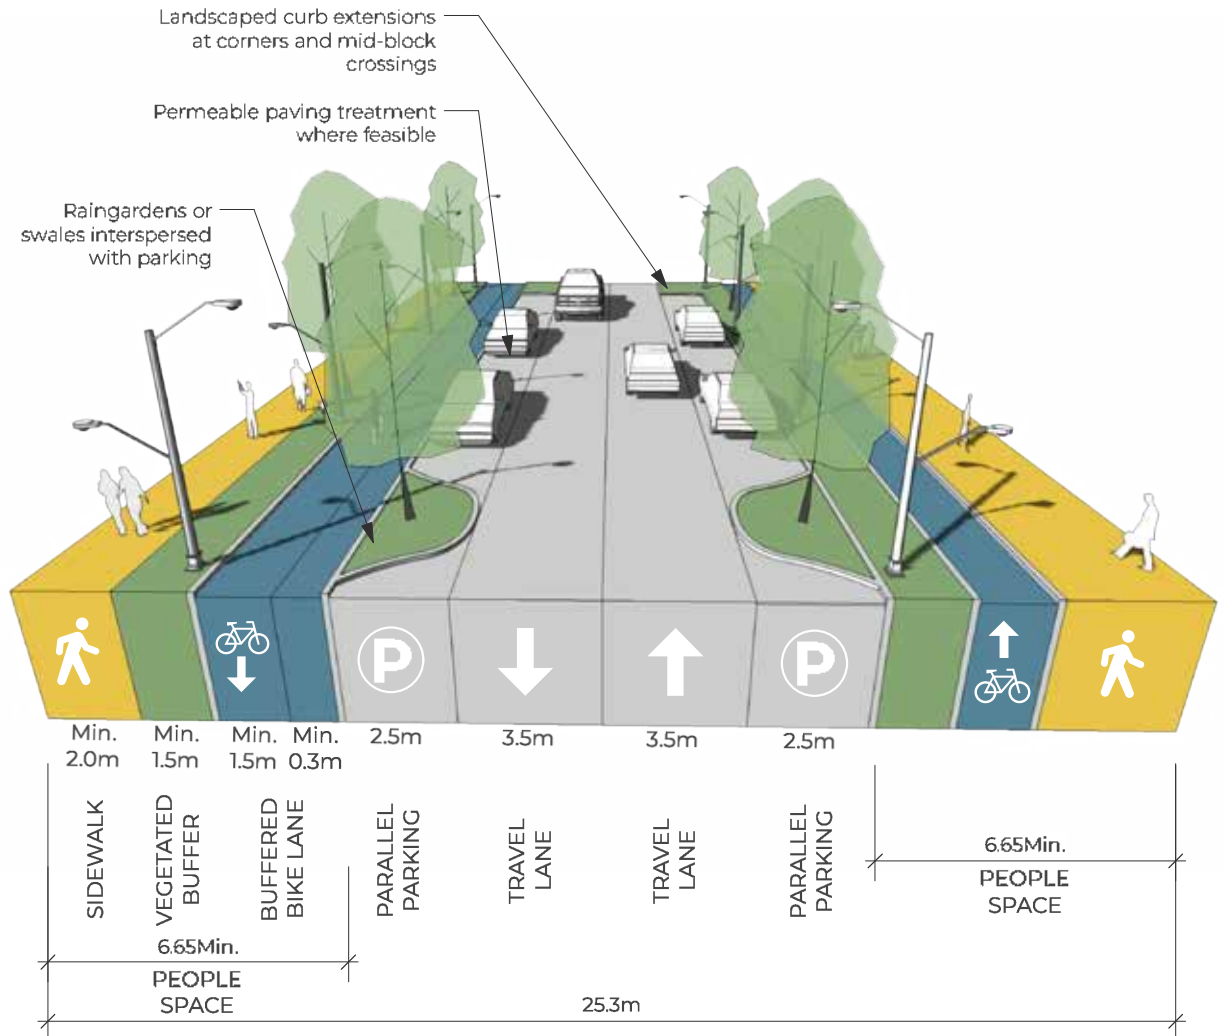 Landscaped curb extensions
at corners and mid-block
crossings
Permeable paving treatment
where feasible
Raingardens or
swales interspersed
with parking
P
P
Min.
2.0m
Min.
1.5m
Min.
1.5m
Min.
0.3m
2.5m
3.5m
3.5m
2.5m
SIDEWALK
VEGETATED
BUFFER
BUFFERED
BIKE LANE
PARALLEL
PARKING
TRAVEL
LANE
TRAVEL
LANE
PARALLEL
PARKING
6.65Min.
PEOPLE
SPACE
6.65Min.
PEOPLE
SPACE
25.3m